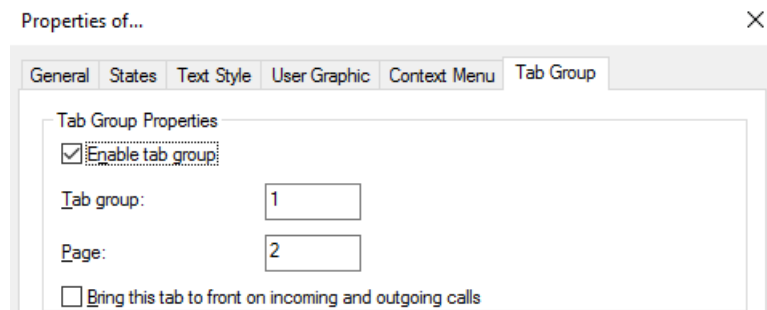 Properties of...
General States Text Style User Graphic Context Menu Tab Group
Tab Group Properties
Enable tab group
Tab group: 1
Page: 2
Bring this tab to front on incoming and outgoing calls